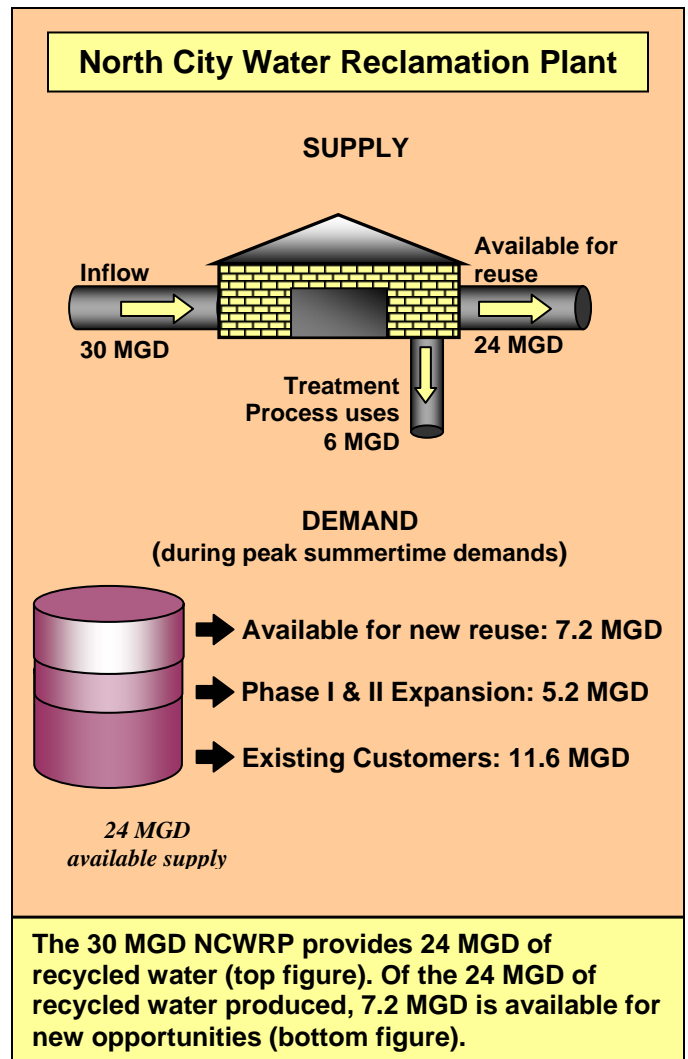 North City Water Reclamation Plant
SUPPLY
Inflow
30 MGD
Available for
reuse
24 MGD
Treatment
Process uses
6 MGD
DEMAND
(during peak summertime demands)
Available for new reuse: 7.2 MGD
Phase I & II Expansion: 5.2 MGD
Existing Customers: 11.6 MGD
24 MGD
available supply
The 30 MGD NCWRP provides 24 MGD of
recycled water (top figure). Of the 24 MGD of
recycled water produced, 7.2 MGD is available for
new opportunities (bottom figure).